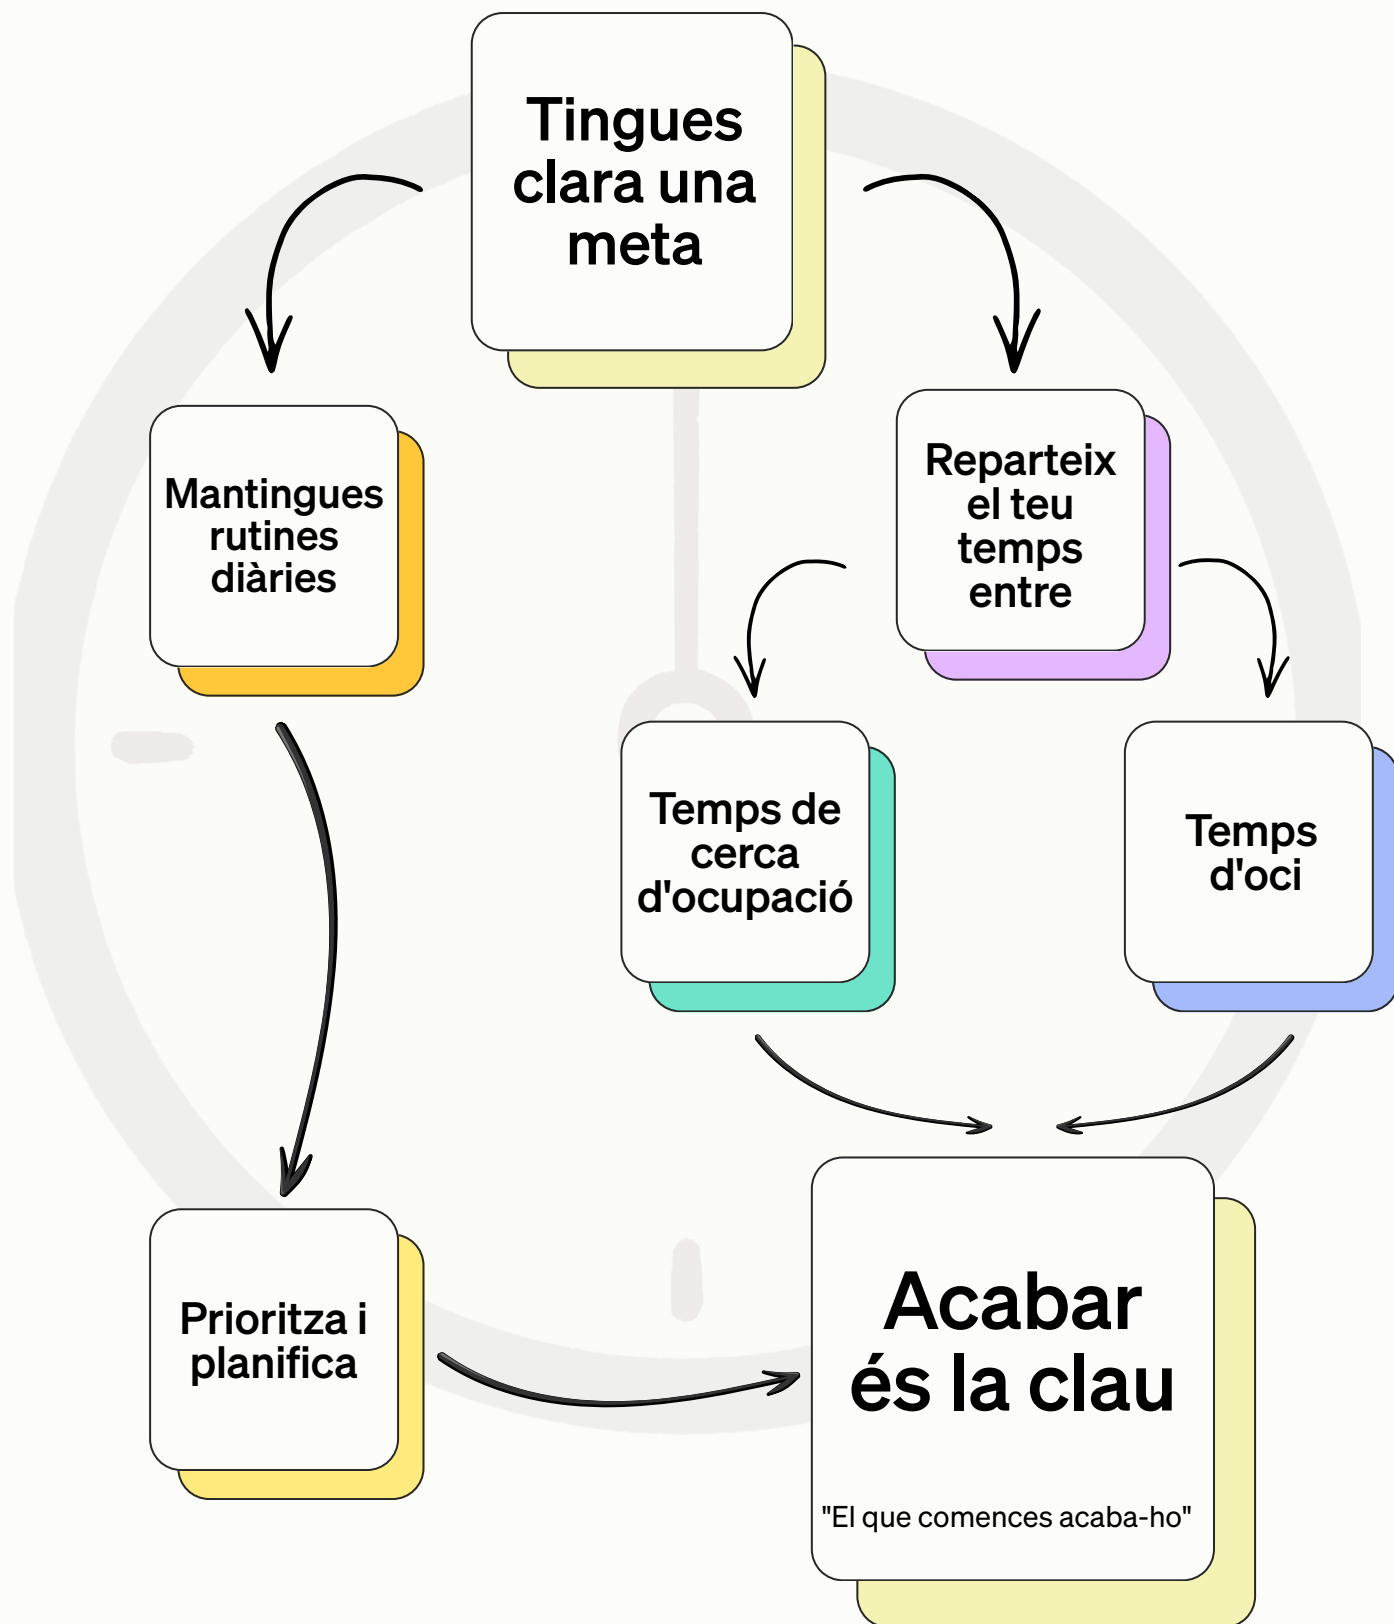 Tingues
clara una
meta
Mantingues
rutines
diàries
Reparteix
el teu
temps
entre
Temps de
cerca
d'ocupació
Temps
d'oci
Prioritza i
planifica
Acabar
és la clau
"El que comences acaba-ho"